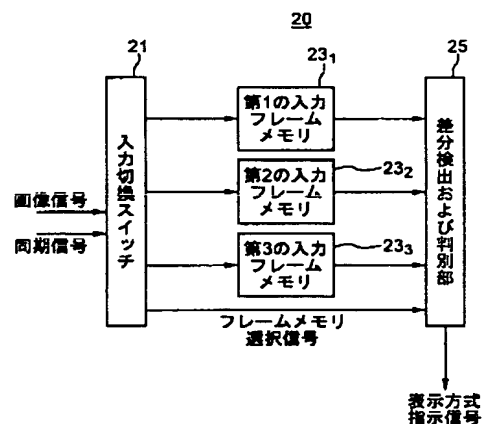 20
21
23₁
25
第1の入力
フレーム
メモリ
第2の入力
フレーム
メモリ
23₂
第3の入力
フレーム
メモリ
23₃
画像信号
同期信号
入力切換スイッチ
差分検出および判別部
フレームメモリ
選択信号
表示方式
指示信号